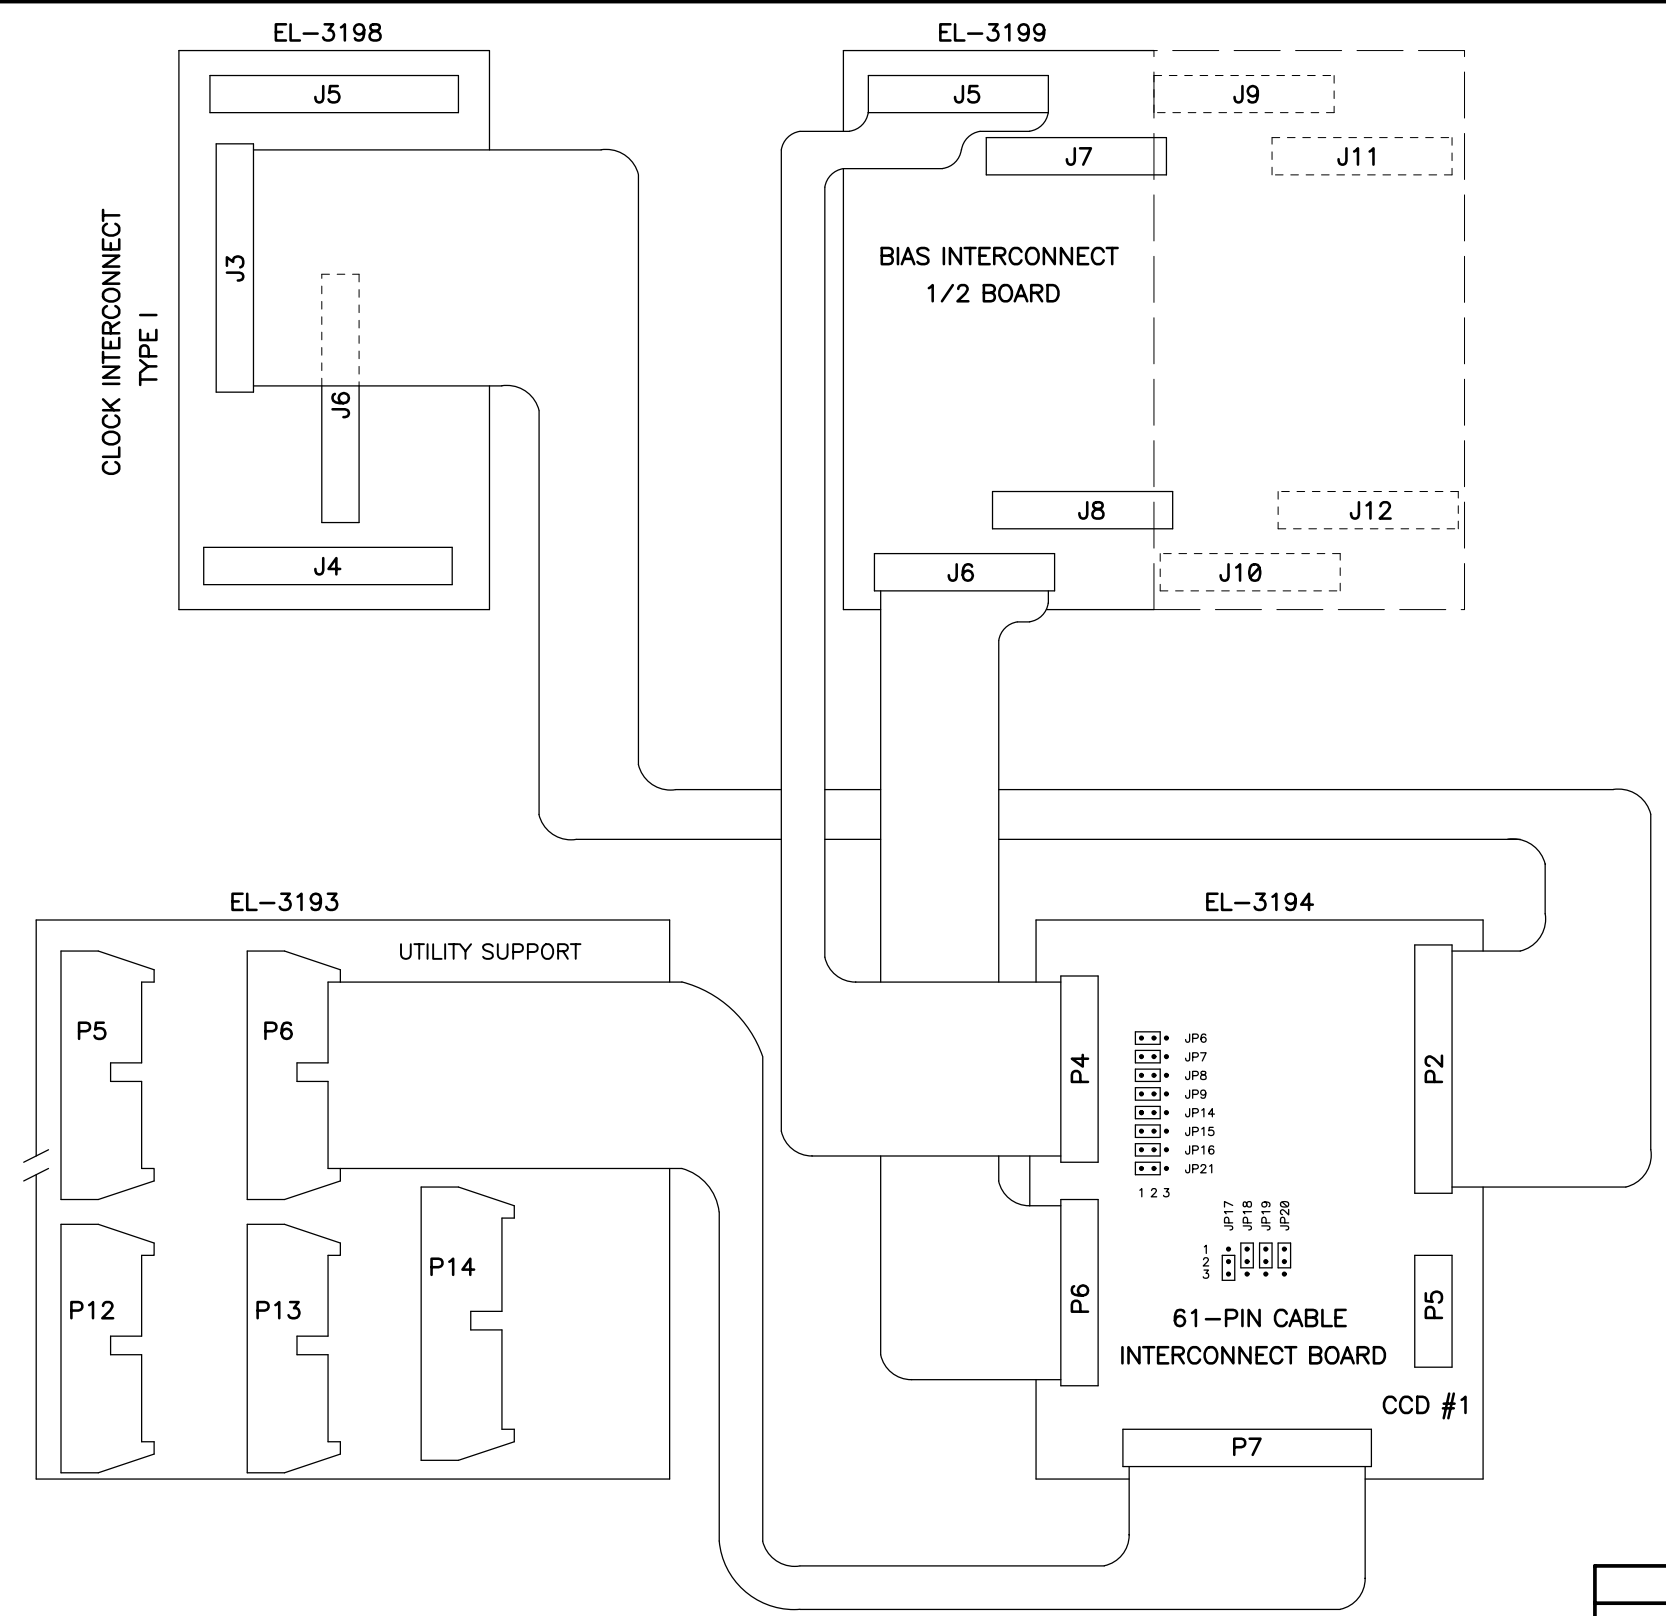 EL-3198
J5
J3
J6
J4
CLOCK INTERCONNECT
TYPE I
EL-3199
J5
J9
J7
J11
BIAS INTERCONNECT
1/2 BOARD
J8
J12
J6
J10
EL-3193
UTILITY SUPPORT
P5
P6
P14
P12
P13
EL-3194
P4
P2
JP6
JP7
JP8
JP9
JP14
JP15
JP16
JP21
1 2 3
JP17
JP18
JP19
JP20
1
2
3
P6
P5
61-PIN CABLE
INTERCONNECT BOARD
CCD #1
P7